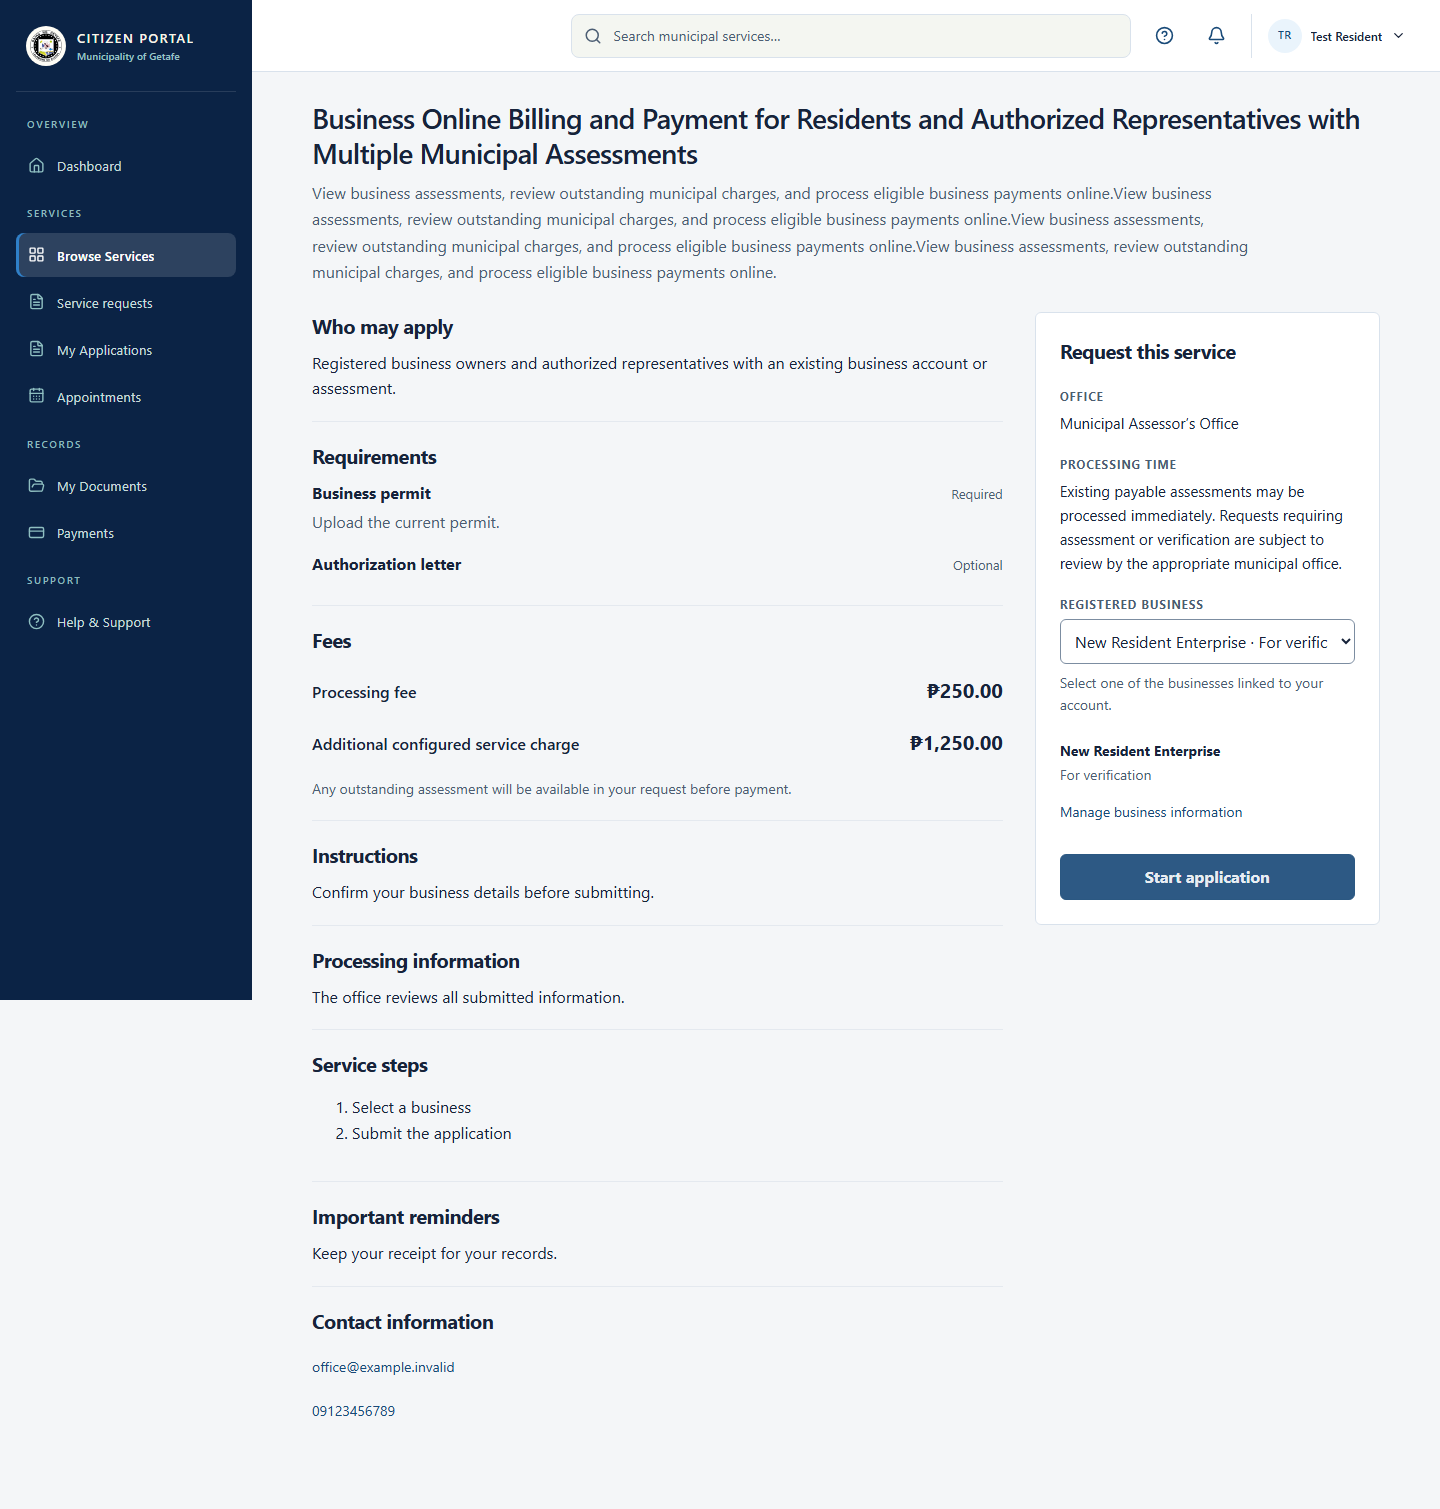 CITIZEN PORTAL
Municipality of Getafe
OVERVIEW
Dashboard
SERVICES
Browse Services
Service requests
My Applications
Appointments
RECORDS
My Documents
Payments
SUPPORT
Help & Support
Search municipal services...
TR
Test Resident
Business Online Billing and Payment for Residents and Authorized Representatives with
Multiple Municipal Assessments
View business assessments, review outstanding municipal charges, and process eligible business payments online.View business
assessments, review outstanding municipal charges, and process eligible business payments online.View business assessments,
review outstanding municipal charges, and process eligible business payments online.View business assessments, review outstanding
municipal charges, and process eligible business payments online.
Who may apply
Registered business owners and authorized representatives with an existing business account or
assessment.
Requirements
Business permit Required
Upload the current permit.
Authorization letter Optional
Fees
Processing fee ₱250.00
Additional configured service charge ₱1,250.00
Any outstanding assessment will be available in your request before payment.
Instructions
Confirm your business details before submitting.
Processing information
The office reviews all submitted information.
Service steps
1. Select a business
2. Submit the application
Important reminders
Keep your receipt for your records.
Contact information
office@example.invalid
09123456789
Request this service
OFFICE
Municipal Assessor's Office
PROCESSING TIME
Existing payable assessments may be
processed immediately. Requests requiring
assessment or verification are subject to
review by the appropriate municipal office.
REGISTERED BUSINESS
New Resident Enterprise · For verific
Select one of the businesses linked to your
account.
New Resident Enterprise
For verification
Manage business information
Start application